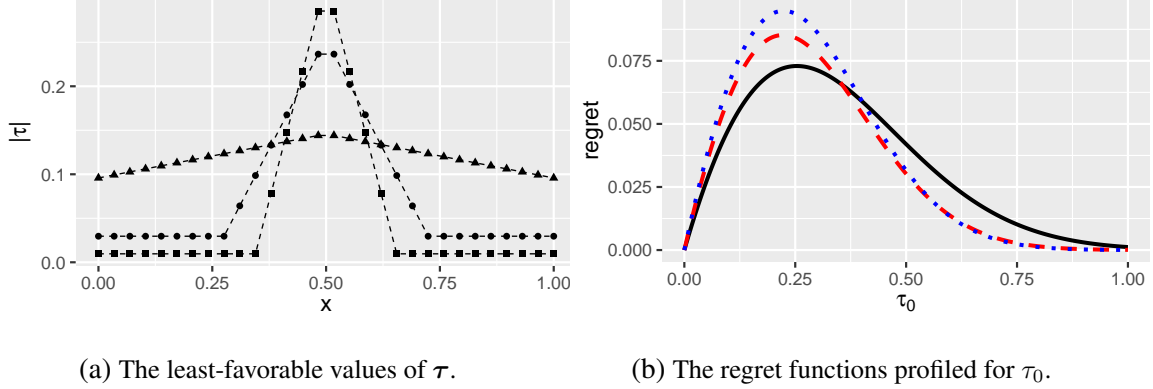 0.2
0.1
0.0
|τ|
0.00
0.25
0.50
0.75
1.00
x
0.075
0.050
0.025
0.000
regret
0.00
0.25
0.50
0.75
1.00
τ₀
(a) The least-favorable values of τ.
(b) The regret functions profiled for τ₀.